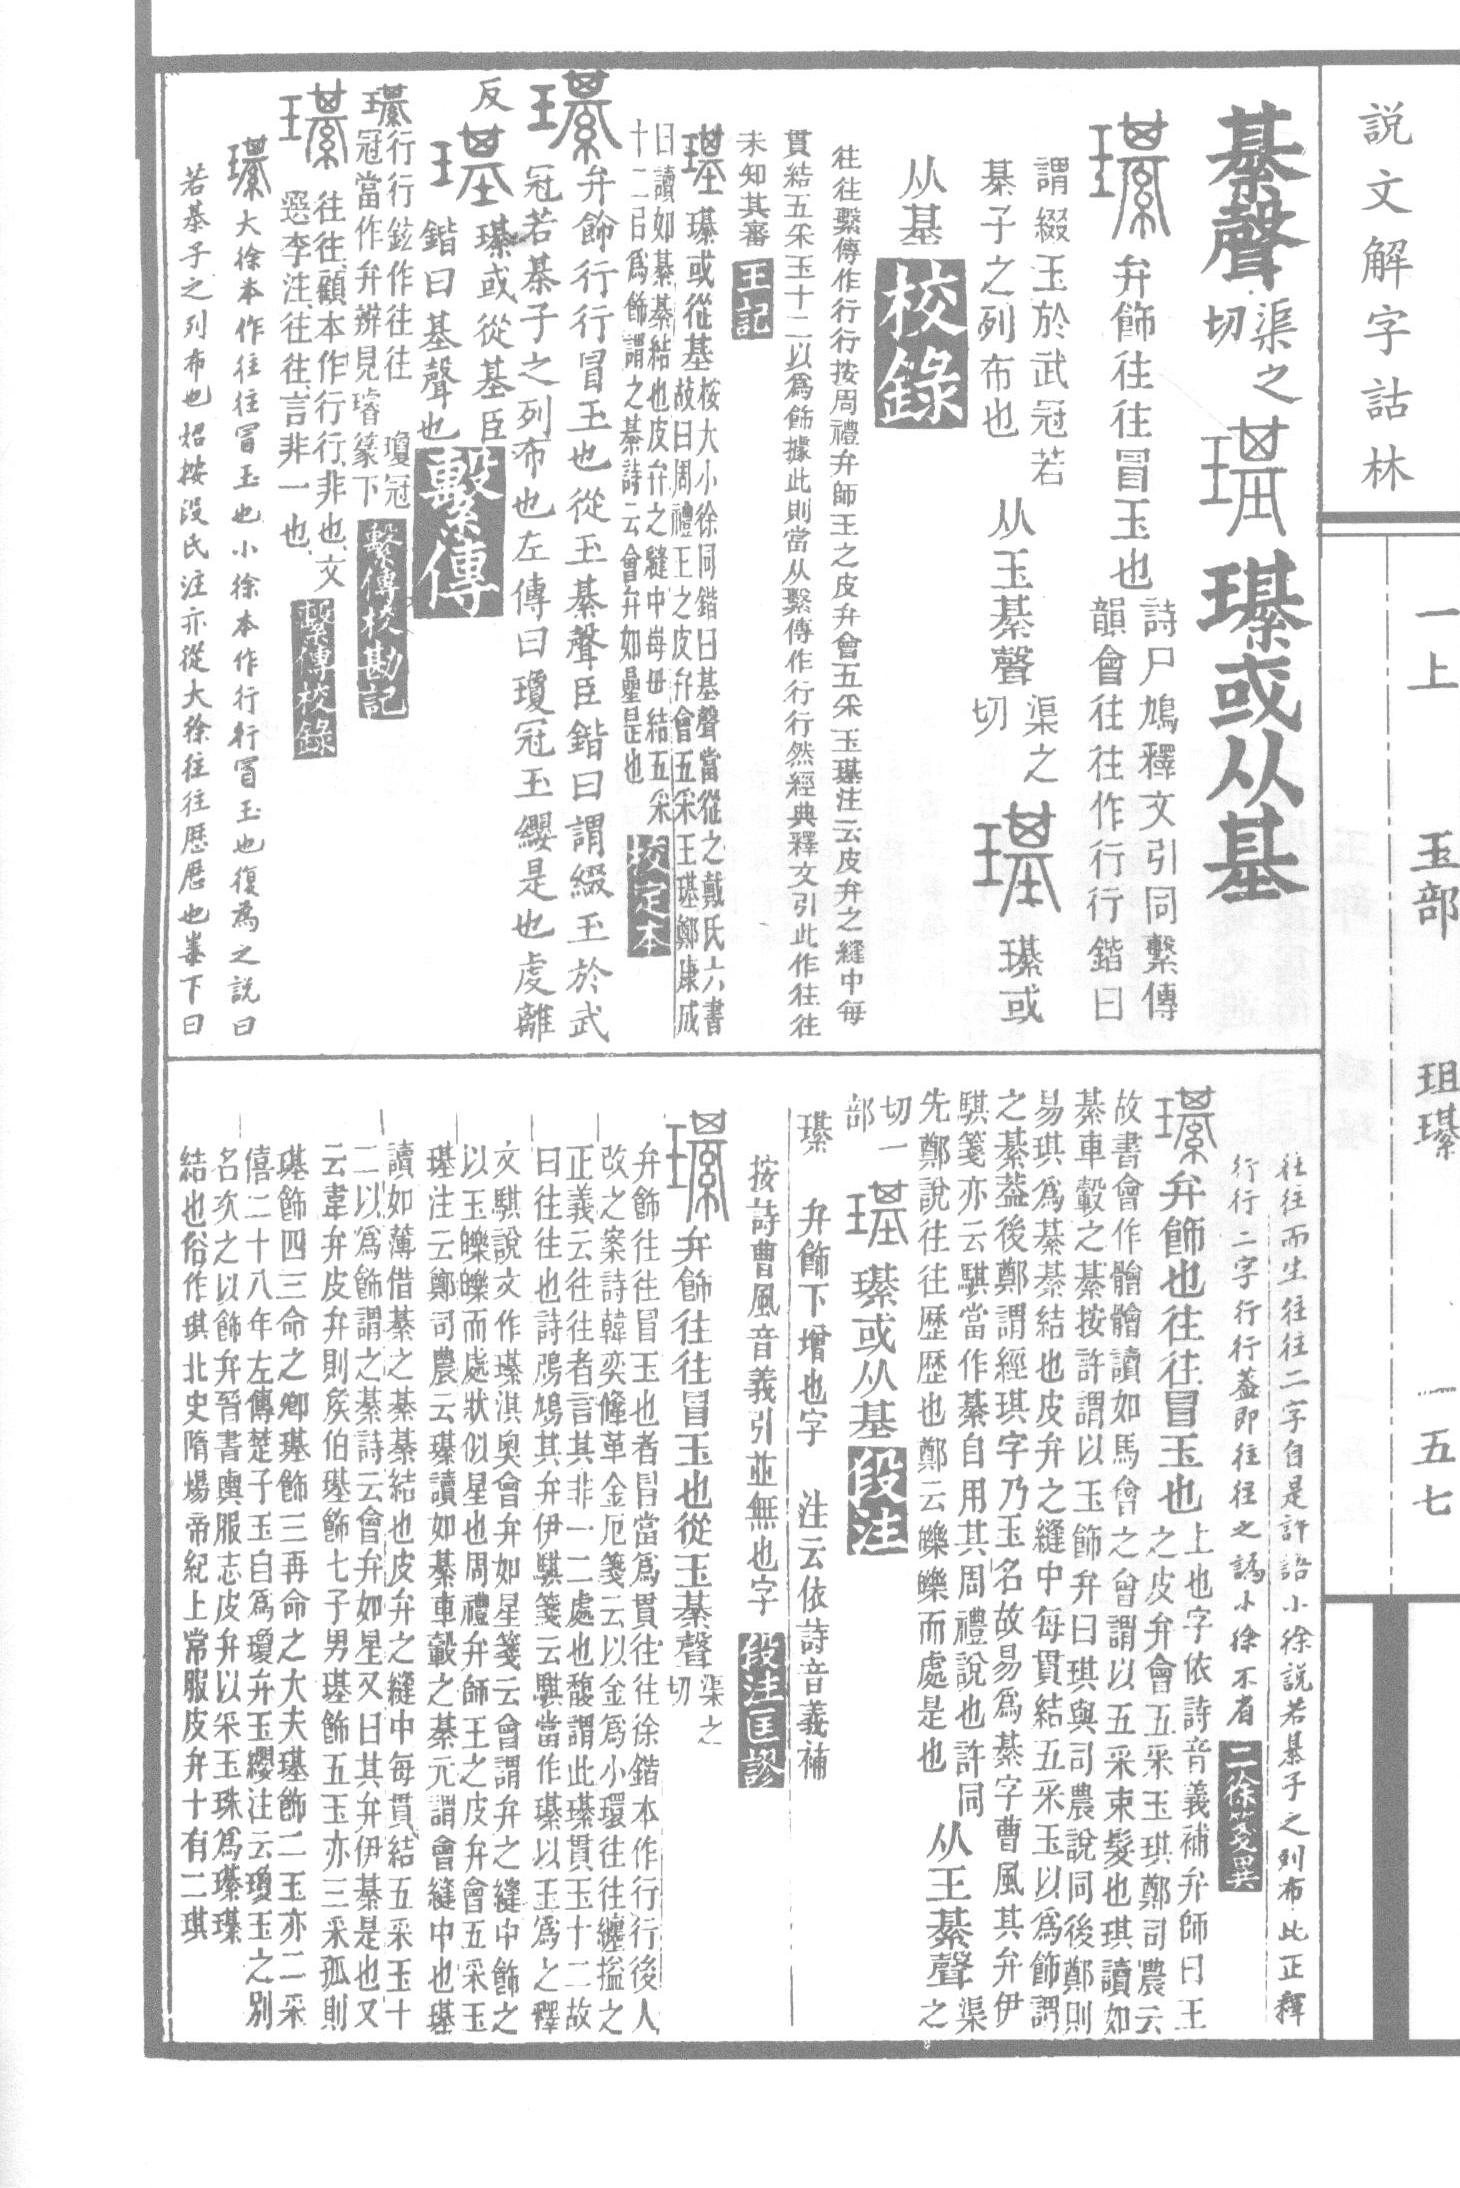 説文解字詁林
一上
玉部
珇璂
一五七
綦聲
渠之
切
璂
璂或从基
璂
弁飾往往冒玉也
詩尸鳩釋文引同繫傳
韻會往往作行行鍇曰
謂綴玉於武冠若
綦子之列布也
从玉綦聲
渠之
切
璂
璂或
从基
校錄
往往繫傳作行行按周禮弁師王之皮弁會五采玉璂注云皮弁之縫中每
貫結五采玉十二以爲飾據此則當从繫傳作行行然經典釋文引此作往往
未知其審
王記
璂
璂或從基
桉大小徐同鍇曰基聲當從之戴氏六書
故曰周禮王之皮弁會五采玉璂鄭康成
曰讀如綦綦結也皮弁之縫中每毌結五采
十二㠯爲飾謂之綦詩云會弁如曐是也
挍定本
璂
弁飾行行冒玉也從玉綦聲臣鍇曰謂綴玉於武
冠若棊子之列布也左傳曰瓊冠玉纓是也虔離
反
璂
璂或從基臣
鍇曰基聲也
繫傳
璂
行行鉉作往往 瓊冠
冠當作弁辨見璿篆下
繫傳校勘記
璂
往往顧本作行行非也文
選李注往往言非一也
繫傳校錄
璂
大徐本作往往冒玉也小徐本作行行冒玉也復爲之説曰
若棊子之列布也紹按段氏注亦從大徐往往歷歷也峚下曰
往往而生往往二字自是許語小徐説若棊子之列布此正釋
行行二字行行蓋即往往之譌小徐不省
二徐箋異
璂
弁飾也往往冒玉也
上也字依詩音義補弁師曰王
之皮弁會五采玉琪鄭司農云
故書會作䯤䯤讀如馬會之會謂以五采束髮也琪讀如
綦車轂之綦按許謂以玉飾弁曰琪與司農説同後鄭則
易琪爲綦綦結也皮弁之縫中每貫結五采玉以爲飾謂
之綦葢後鄭謂經琪字乃玉名故易爲綦字曹風其弁伊
騏箋亦云騏當作綦自用其周禮説也許同
先鄭説往往歷歷也鄭云皪皪而處是也
从王綦聲
渠之
切一
部
璂
璂或从基
段注
璂 弁飾下增也字 注云依詩音義補
按詩曹風音義引並無也字
段注匡謬
璂
弁飾往往冒玉也從玉綦聲
渠之
切
弁飾往往冒玉也者冒當爲貫往往徐鍇本作行行後人
改之案詩韓奕鞗革金厄箋云以金爲小環往往纏搤之
正義云往往者言其非一二處也馥謂此璂貫玉十二故
曰往往也詩鳲鳩其弁伊騏箋云騏當作璂以玉爲之釋
文騏說文作璂淇奧會弁如星箋云會謂弁之縫中飾之
以玉皪皪而處狀似星也周禮弁師王之皮弁會五采玉
璂注云鄭司農云璂讀如綦車轂之綦元謂會縫中也璂
讀如薄借綦之綦綦結也皮弁之縫中每貫結五采玉十
二以爲飾謂之綦詩云會弁如星又曰其弁伊綦是也又
云韋弁皮弁則矦伯璂飾七子男璂飾五玉亦三采孤則
璂飾四三命之卿璂飾三再命之大夫璂飾二玉亦二采
僖二十八年左傳楚子玉自爲瓊弁玉纓注云瓊玉之别
名次之以飾弁晉書輿服志皮弁以采玉珠爲璂璂
結也俗作琪北史隋煬帝紀上常服皮弁十有二琪